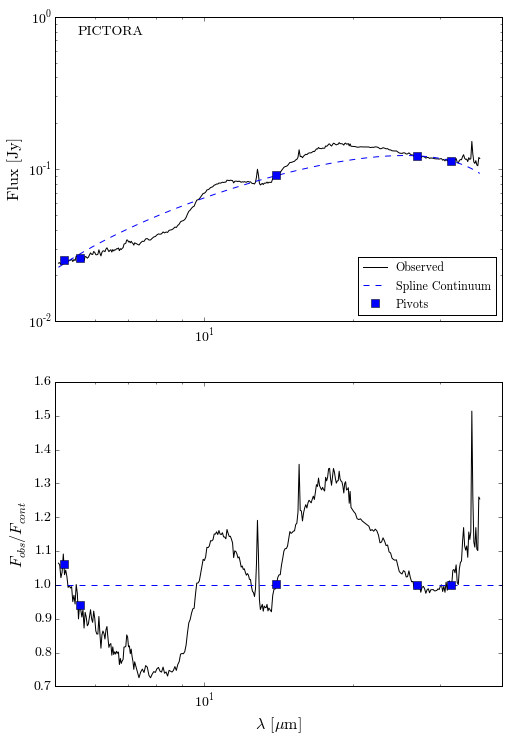 PICTORA
Flux [Jy]
10^0
10^-1
10^-2
10^1
Observed
Spline Continuum
Pivots
F_obs/F_cont
1.6
1.5
1.4
1.3
1.2
1.1
1.0
0.9
0.8
0.7
10^1
λ [μm]